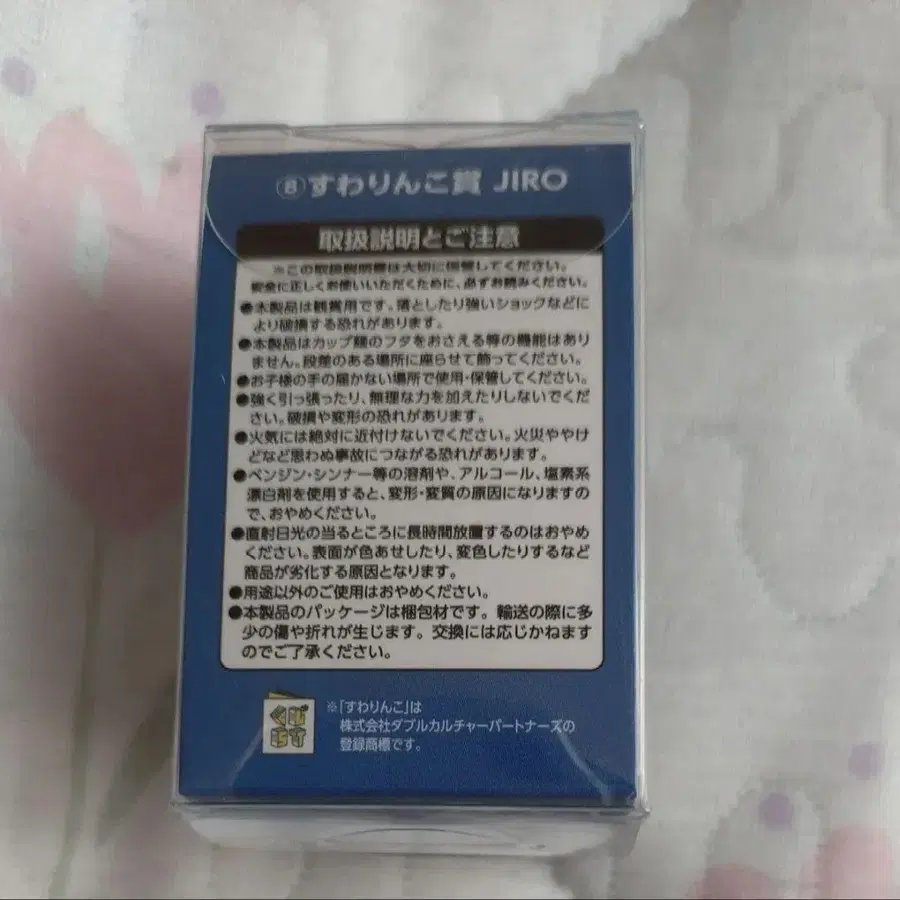 ⑧すわりんこ賞 JIRO
取扱説明とご注意
※この取扱説明書は大切に保管してください。
安全に正しくお使いいただくために、必ずお読みください。
●本製品は観賞用です。落としたり強いショックなどに
より破損する恐れがあります。
●本製品はカップ麺のフタをおさえる等の機能はあり
ません。段差のある場所に座らせて飾ってください。
●お子様の手の届かない場所で使用・保管してください。
●強く引っ張ったり、無理な力を加えたりしないでくだ
さい。破損や変形の恐れがあります。
●火気には絶対に近付けないでください。火災ややけ
どなど思わぬ事故につながる恐れがあります。
●ベンジン・シンナー等の溶剤や、アルコール、塩素系
漂白剤を使用すると、変形・変質の原因になりますの
で、おやめください。
●直射日光の当るところに長時間放置するのはおやめ
ください。表面が色あせしたり、変色したりするなど
商品が劣化する原因となります。
●用途以外のご使用はおやめください。
●本製品のパッケージは梱包材です。輸送の際に多
少の傷や折れが生じます。交換には応じかねます
のでご了承ください。
くじ
びき
※「すわりんこ」は
株式会社ダブルカルチャーパートナーズの
登録商標です。